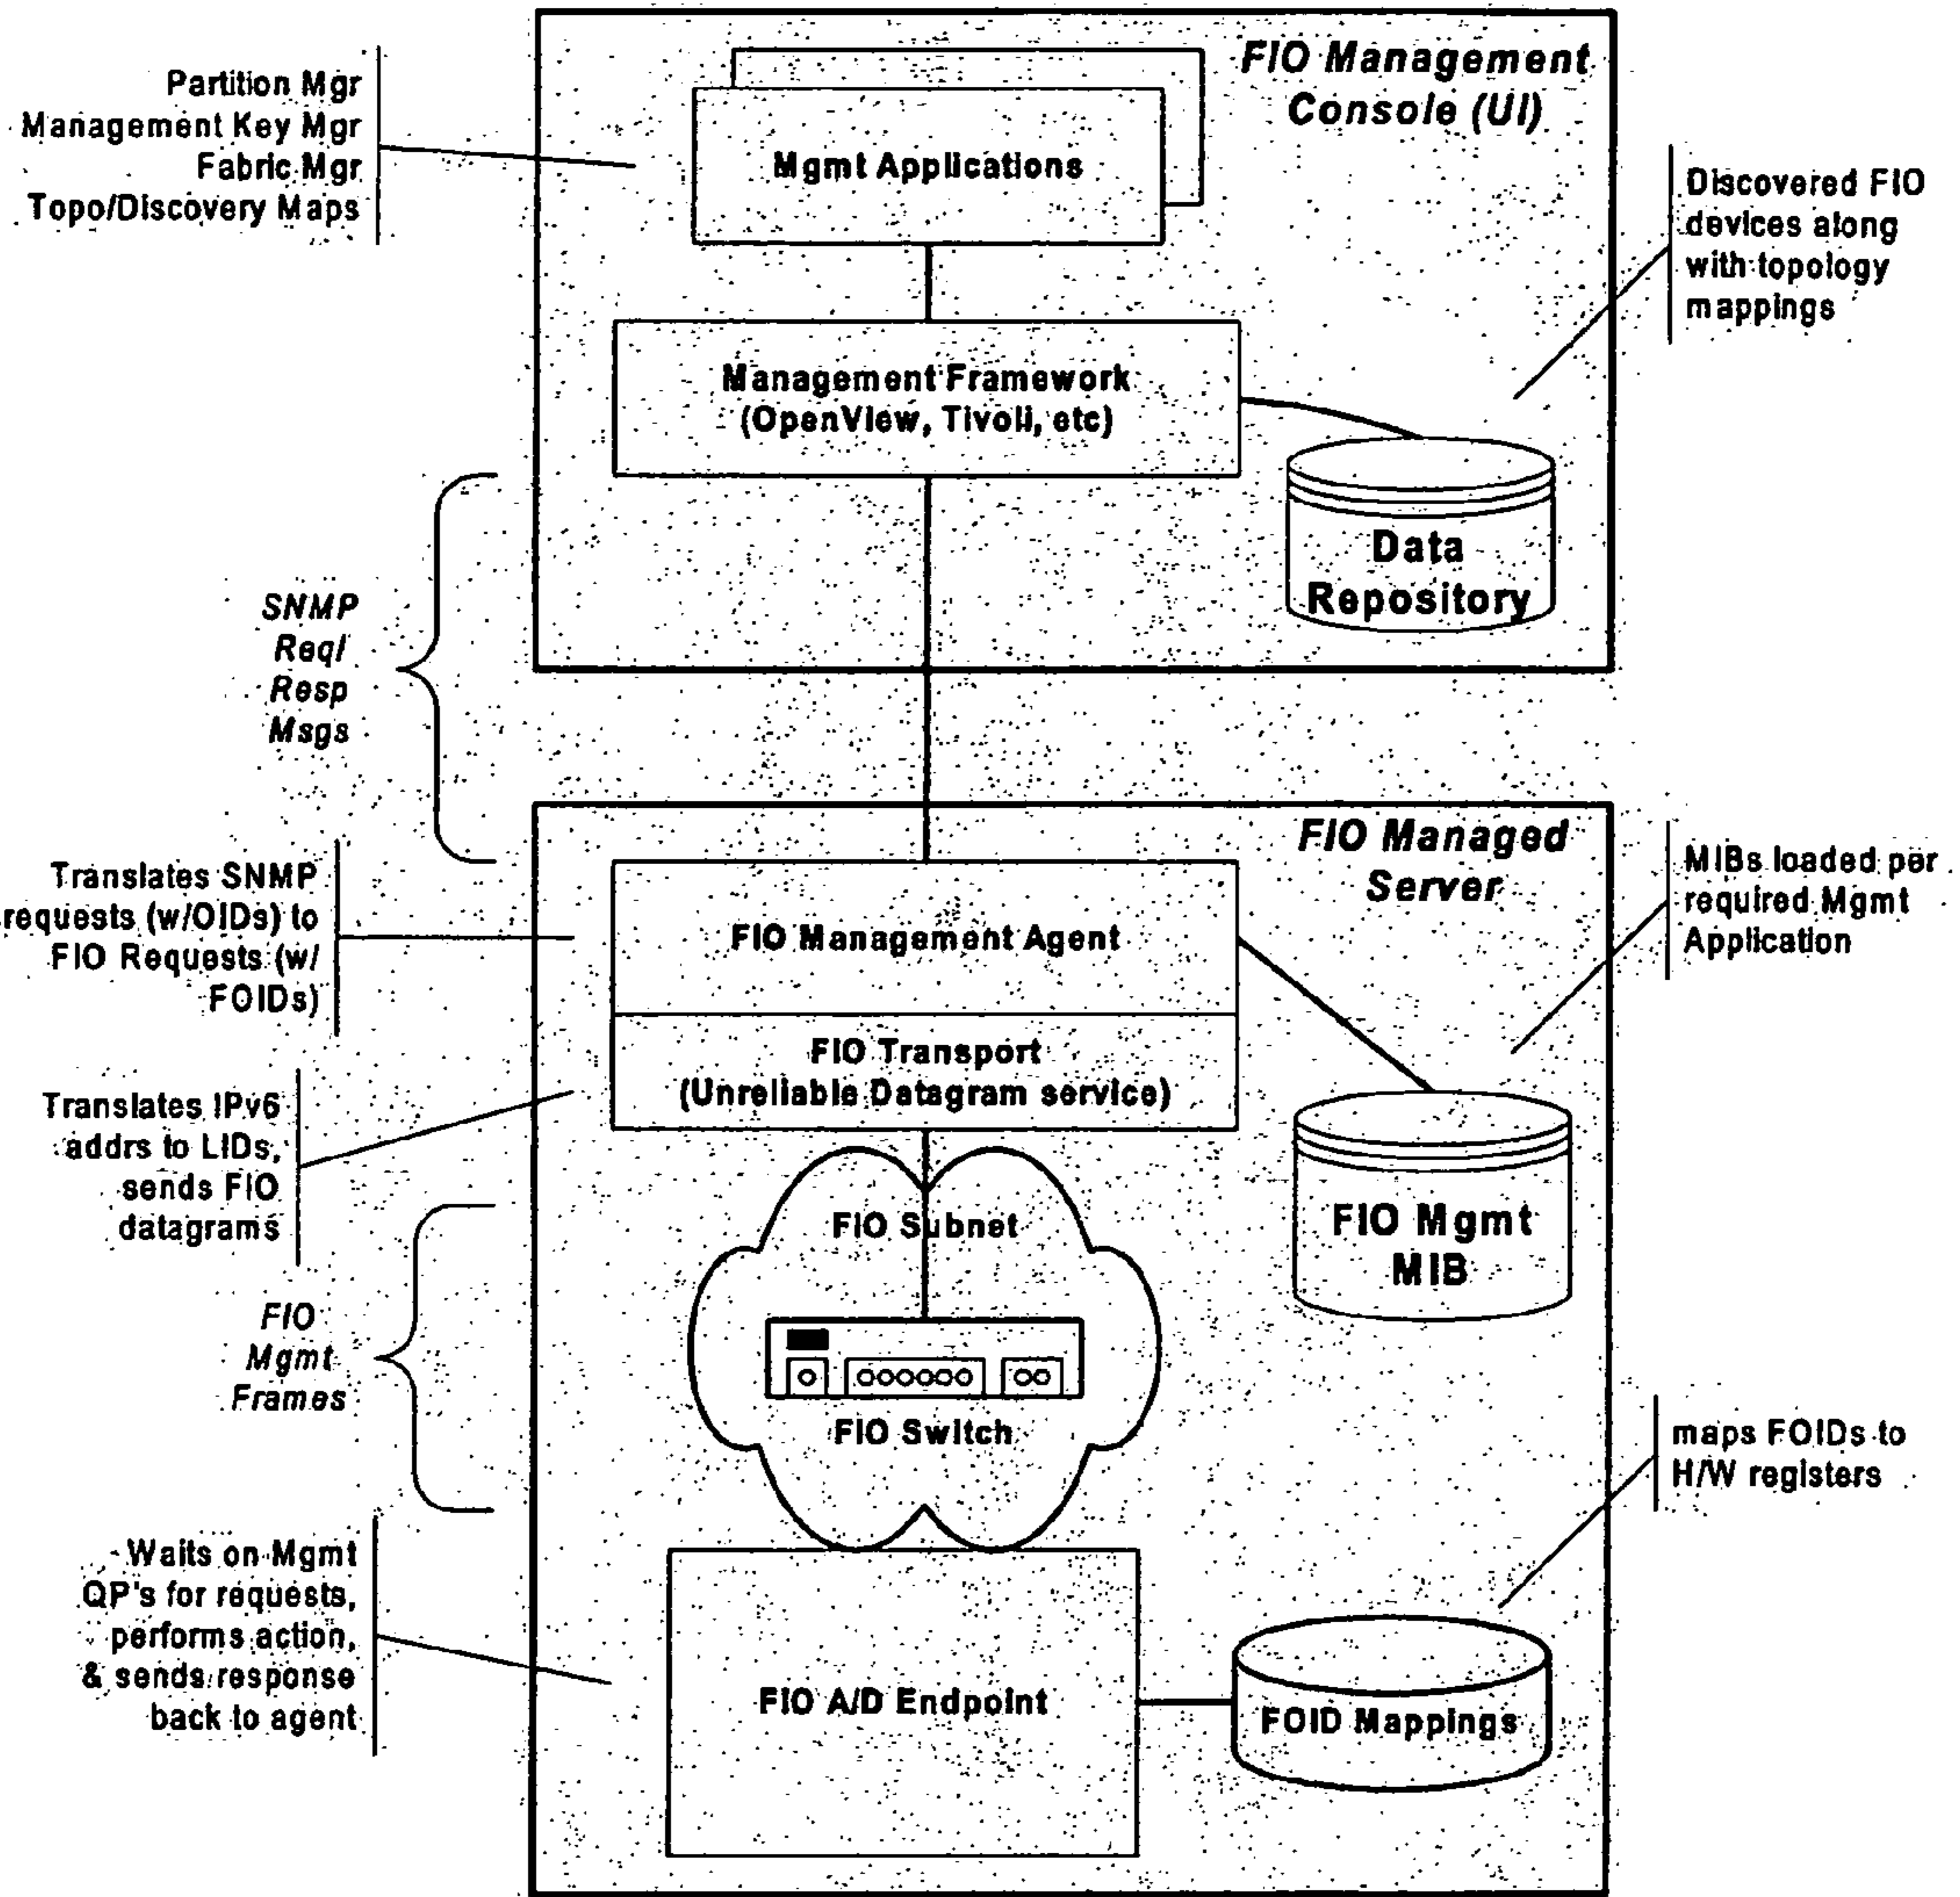 FIO Management
Console (UI)
Partition Mgr
Management Key Mgr
Fabric Mgr
Topo/Discovery Maps
Mgmt Applications
Discovered FIO
devices along
with topology
mappings
Management Framework
(OpenView, Tivoli, etc)
Data
Repository
SNMP
Req/
Resp
Msgs
FIO Managed
Server
Translates SNMP
requests (w/OIDs) to
FIO Requests (w/
FOIDs)
FIO Management Agent
MIBs loaded per
required Mgmt
Application
FIO Transport
(Unreliable Datagram service)
Translates IPv6
addrs to LIDs,
sends FIO
datagrams
FIO Subnet
FIO Mgmt
MIB
FIO
Mgmt
Frames
FIO Switch
maps FOIDs to
H/W registers
Waits on Mgmt
QP's for requests,
performs action,
& sends response
back to agent
FIO A/D Endpoint
FOID Mappings